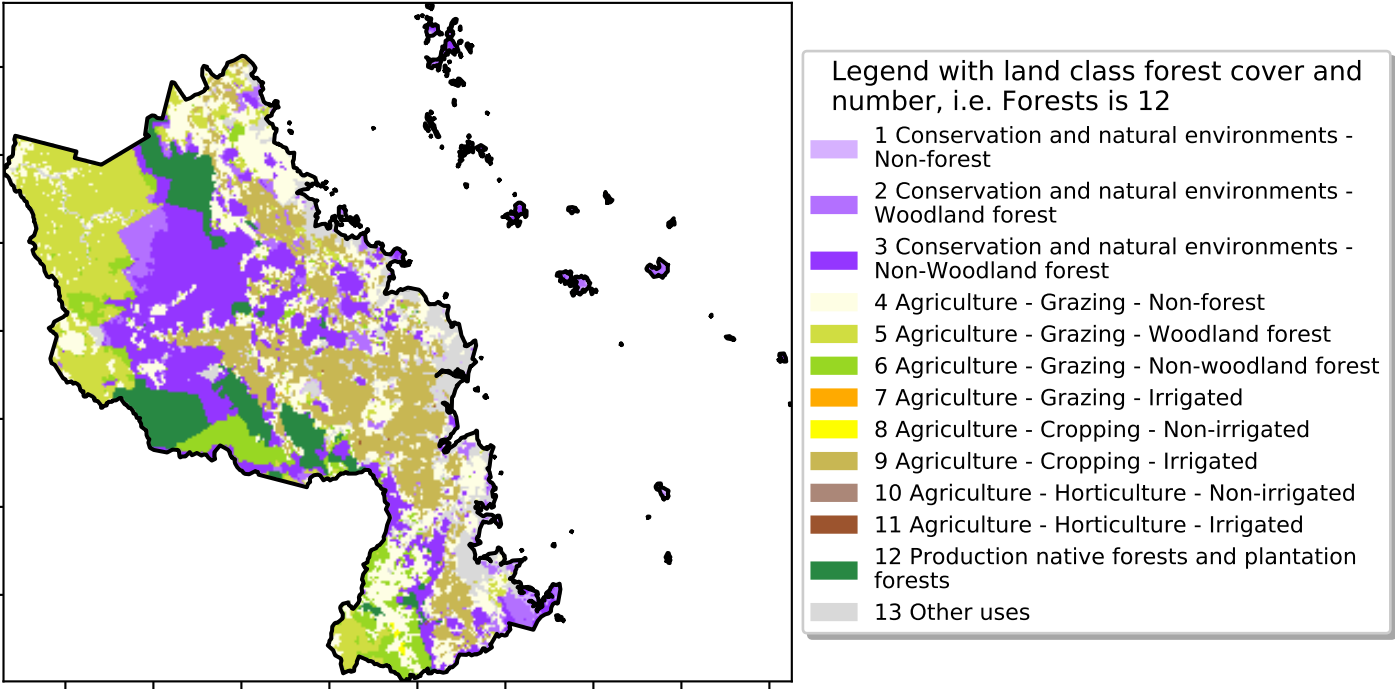 Legend with land class forest cover and
number, i.e. Forests is 12
1 Conservation and natural environments -
Non-forest
2 Conservation and natural environments -
Woodland forest
3 Conservation and natural environments -
Non-Woodland forest
4 Agriculture - Grazing - Non-forest
5 Agriculture - Grazing - Woodland forest
6 Agriculture - Grazing - Non-woodland forest
7 Agriculture - Grazing - Irrigated
8 Agriculture - Cropping - Non-irrigated
9 Agriculture - Cropping - Irrigated
10 Agriculture - Horticulture - Non-irrigated
11 Agriculture - Horticulture - Irrigated
12 Production native forests and plantation
forests
13 Other uses